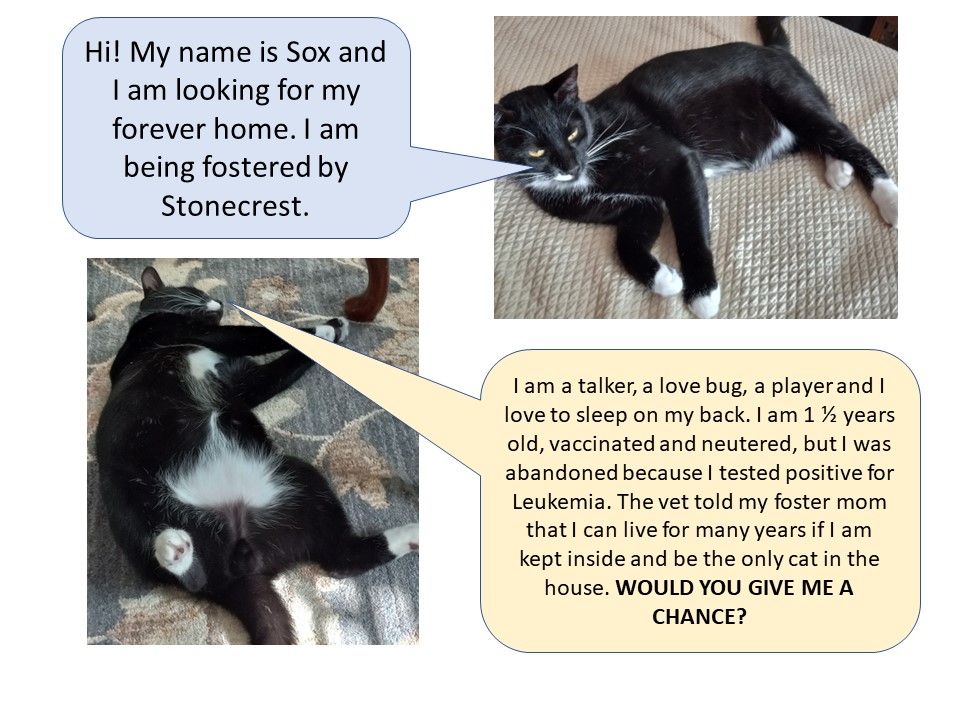 Hi! My name is Sox and
I am looking for my
forever home. I am
being fostered by
Stonecrest.
I am a talker, a love bug, a player and I
love to sleep on my back. I am 1 ½ years
old, vaccinated and neutered, but I was
abandoned because I tested positive for
Leukemia. The vet told my foster mom
that I can live for many years if I am
kept inside and be the only cat in the
house. WOULD YOU GIVE ME A
CHANCE?